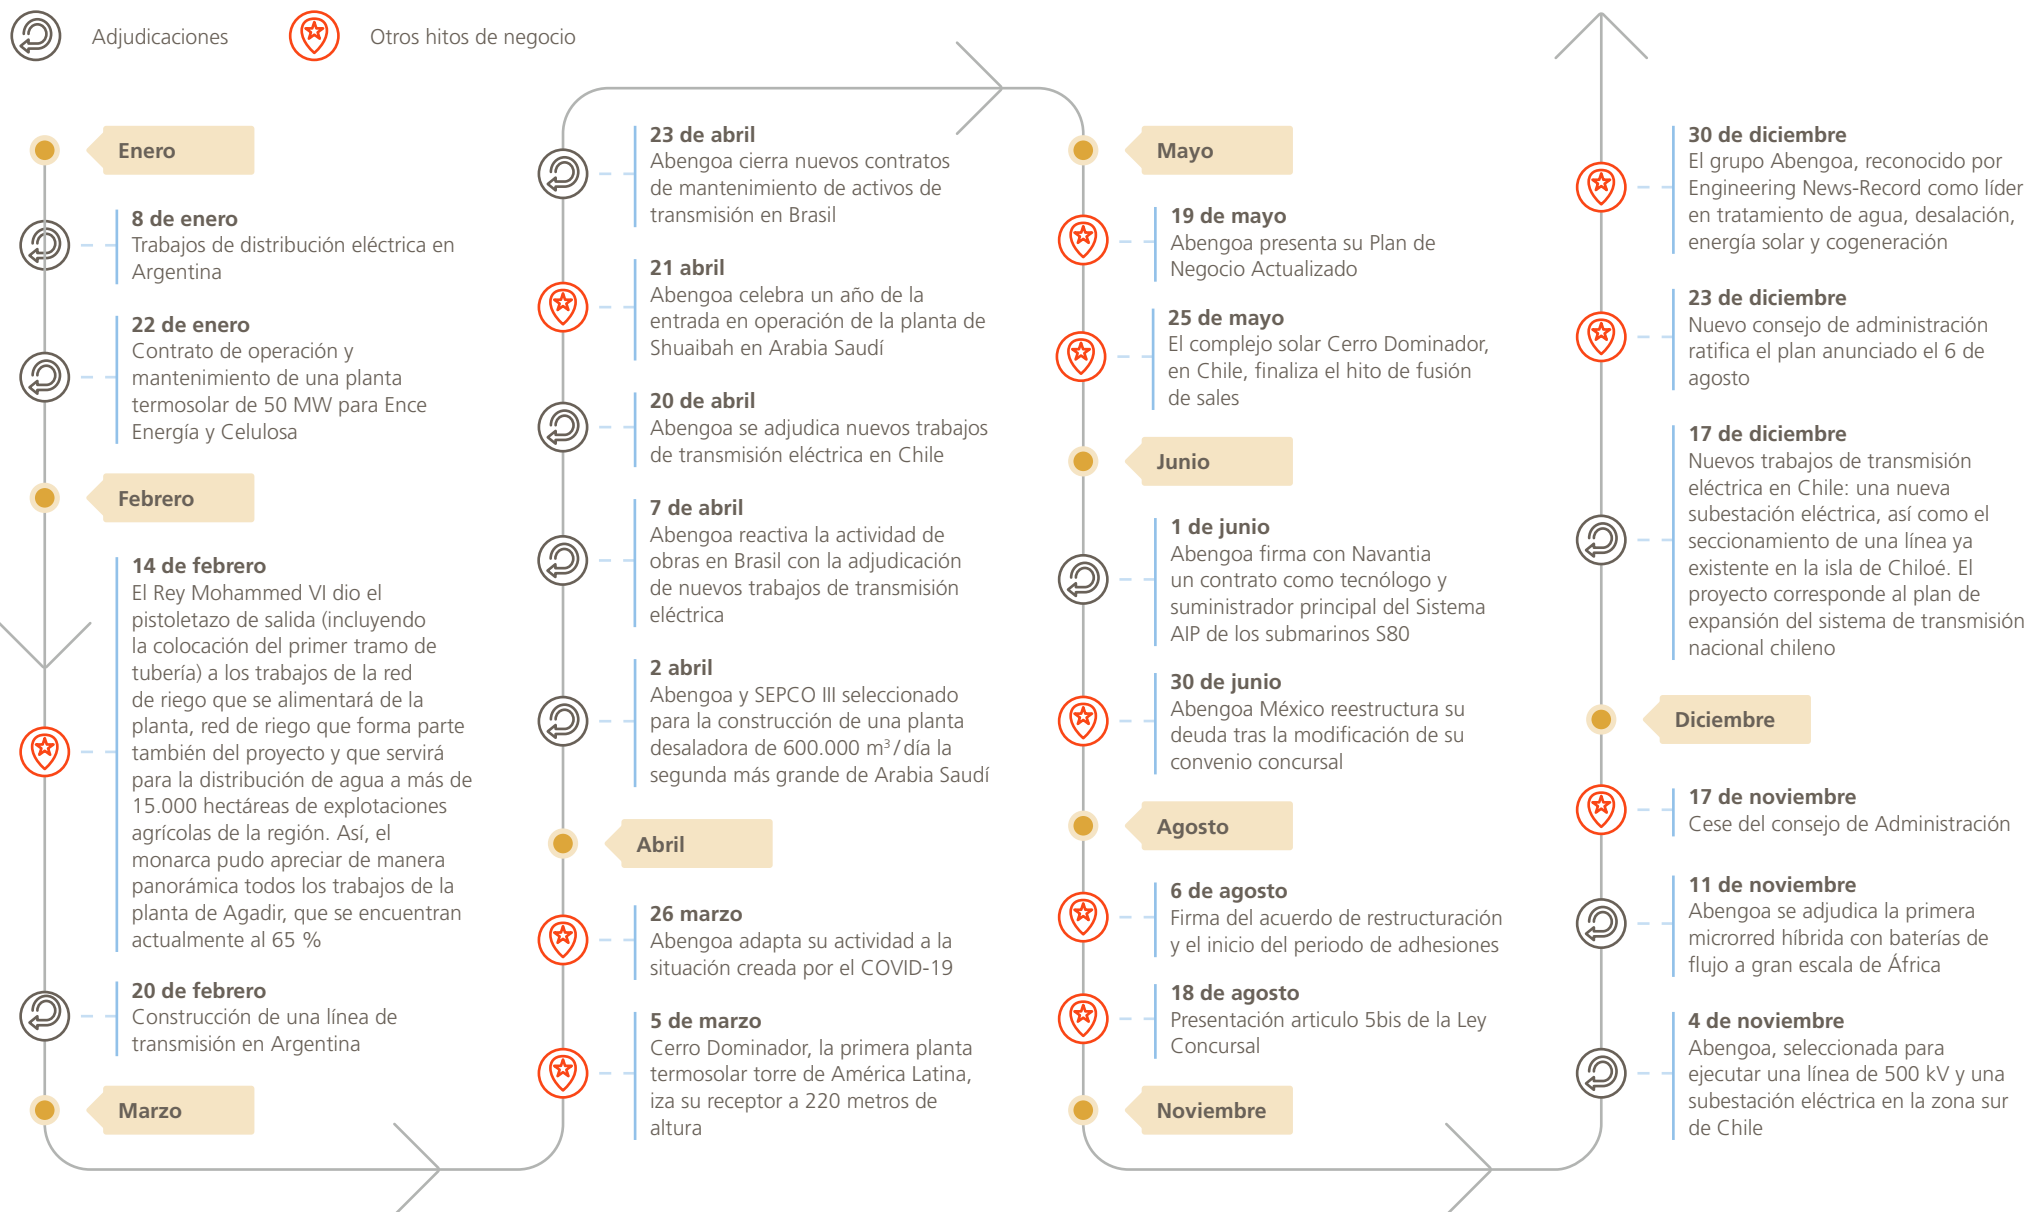 Adjudicaciones
Otros hitos de negocio
Enero
8 de enero
Trabajos de distribución eléctrica en
Argentina
22 de enero
Contrato de operación y
mantenimiento de una planta
termosolar de 50 MW para Ence
Energía y Celulosa
Febrero
14 de febrero
El Rey Mohammed VI dio el
pistoletazo de salida (incluyendo
la colocación del primer tramo de
tubería) a los trabajos de la red
de riego que se alimentará de la
planta, red de riego que forma parte
también del proyecto y que servirá
para la distribución de agua a más de
15.000 hectáreas de explotaciones
agrícolas de la región. Así, el
monarca pudo apreciar de manera
panorámica todos los trabajos de la
planta de Agadir, que se encuentran
actualmente al 65 %
20 de febrero
Construcción de una línea de
transmisión en Argentina
Marzo
23 de abril
Abengoa cierra nuevos contratos
de mantenimiento de activos de
transmisión en Brasil
21 abril
Abengoa celebra un año de la
entrada en operación de la planta de
Shuaibah en Arabia Saudí
20 de abril
Abengoa se adjudica nuevos trabajos
de transmisión eléctrica en Chile
7 de abril
Abengoa reactiva la actividad de
obras en Brasil con la adjudicación
de nuevos trabajos de transmisión
eléctrica
2 abril
Abengoa y SEPCO III seleccionado
para la construcción de una planta
desaladora de 600.000 m³/día la
segunda más grande de Arabia Saudí
Abril
26 marzo
Abengoa adapta su actividad a la
situación creada por el COVID-19
5 de marzo
Cerro Dominador, la primera planta
termosolar torre de América Latina,
iza su receptor a 220 metros de
altura
Mayo
19 de mayo
Abengoa presenta su Plan de
Negocio Actualizado
25 de mayo
El complejo solar Cerro Dominador,
en Chile, finaliza el hito de fusión
de sales
Junio
1 de junio
Abengoa firma con Navantia
un contrato como tecnólogo y
suministrador principal del Sistema
AIP de los submarinos S80
30 de junio
Abengoa México reestructura su
deuda tras la modificación de su
convenio concursal
Agosto
6 de agosto
Firma del acuerdo de restructuración
y el inicio del periodo de adhesiones
18 de agosto
Presentación articulo 5bis de la Ley
Concursal
Noviembre
30 de diciembre
El grupo Abengoa, reconocido por
Engineering News-Record como líder
en tratamiento de agua, desalación,
energía solar y cogeneración
23 de diciembre
Nuevo consejo de administración
ratifica el plan anunciado el 6 de
agosto
17 de diciembre
Nuevos trabajos de transmisión
eléctrica en Chile: una nueva
subestación eléctrica, así como el
seccionamiento de una línea ya
existente en la isla de Chiloé. El
proyecto corresponde al plan de
expansión del sistema de transmisión
nacional chileno
Diciembre
17 de noviembre
Cese del consejo de Administración
11 de noviembre
Abengoa se adjudica la primera
microrred híbrida con baterías de
flujo a gran escala de África
4 de noviembre
Abengoa, seleccionada para
ejecutar una línea de 500 kV y una
subestación eléctrica en la zona sur
de Chile